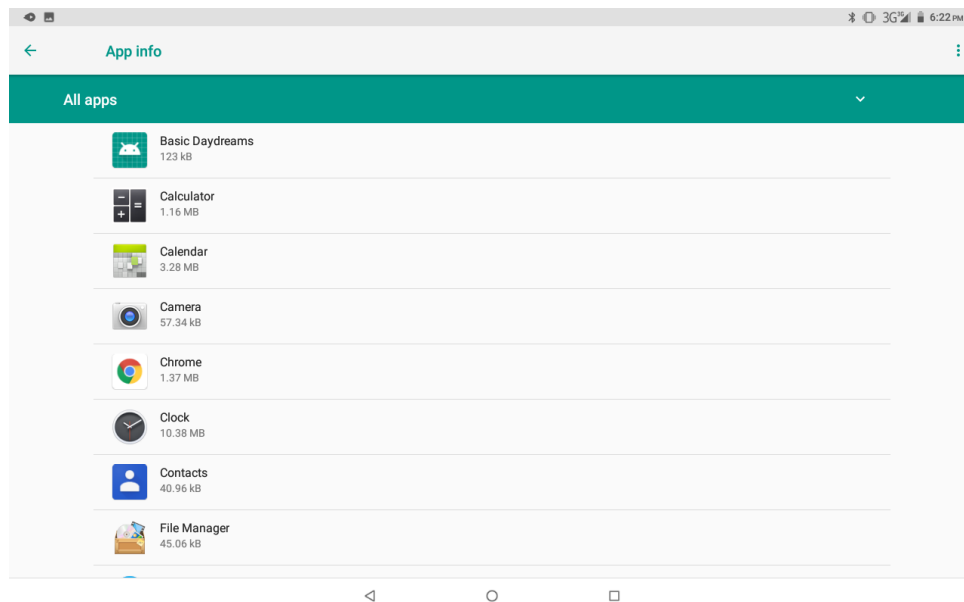 3G 3G 6:22 PM
App info
All apps
Basic Daydreams
123 kB
Calculator
1.16 MB
Calendar
3.28 MB
Camera
57.34 kB
Chrome
1.37 MB
Clock
10.38 MB
Contacts
40.96 kB
File Manager
45.06 kB